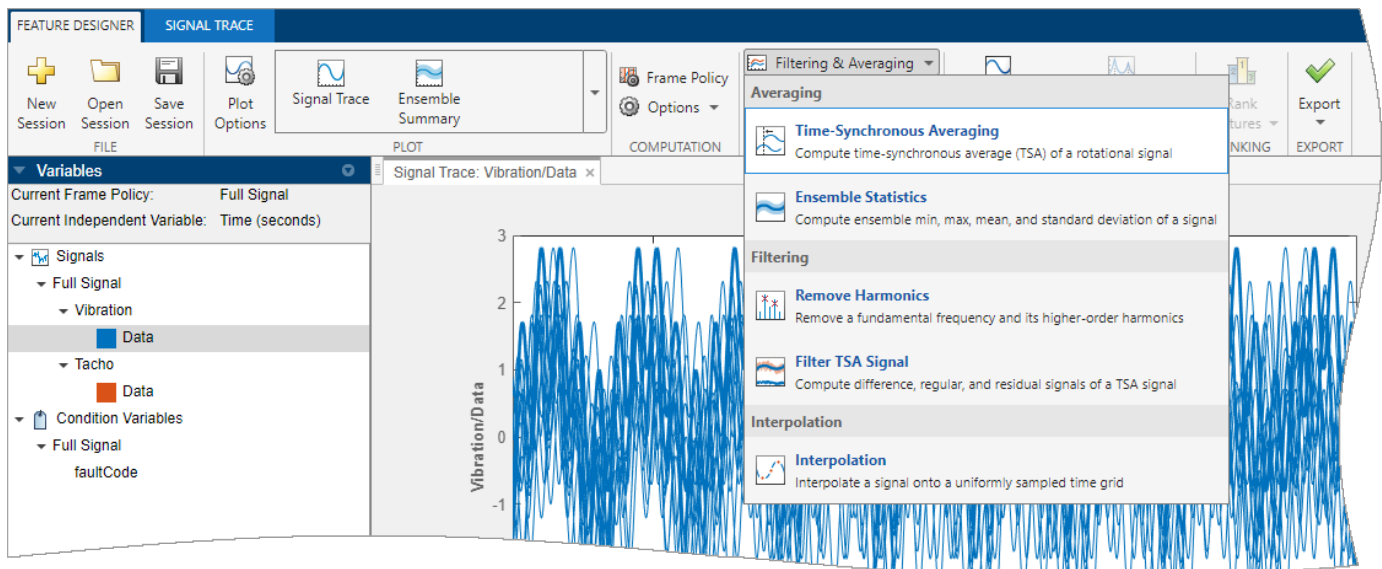 FEATURE DESIGNER SIGNAL TRACE
New Session
Open Session
Save Session
FILE
Plot Options
Signal Trace
Ensemble Summary
PLOT
Frame Policy
Options
COMPUTATION
Filtering & Averaging
Rank
EXPORT
Export
Variables
Current Frame Policy: Full Signal
Current Independent Variable: Time (seconds)
Signals
Full Signal
Vibration
Data
Tacho
Data
Condition Variables
Full Signal
faultCode
Signal Trace: Vibration/Data ×
Vibration/Data
3
2
1
0
-1
Averaging
Time-Synchronous Averaging
Compute time-synchronous average (TSA) of a rotational signal
Ensemble Statistics
Compute ensemble min, max, mean, and standard deviation of a signal
Filtering
Remove Harmonics
Remove a fundamental frequency and its higher-order harmonics
Filter TSA Signal
Compute difference, regular, and residual signals of a TSA signal
Interpolation
Interpolation
Interpolate a signal onto a uniformly sampled time grid